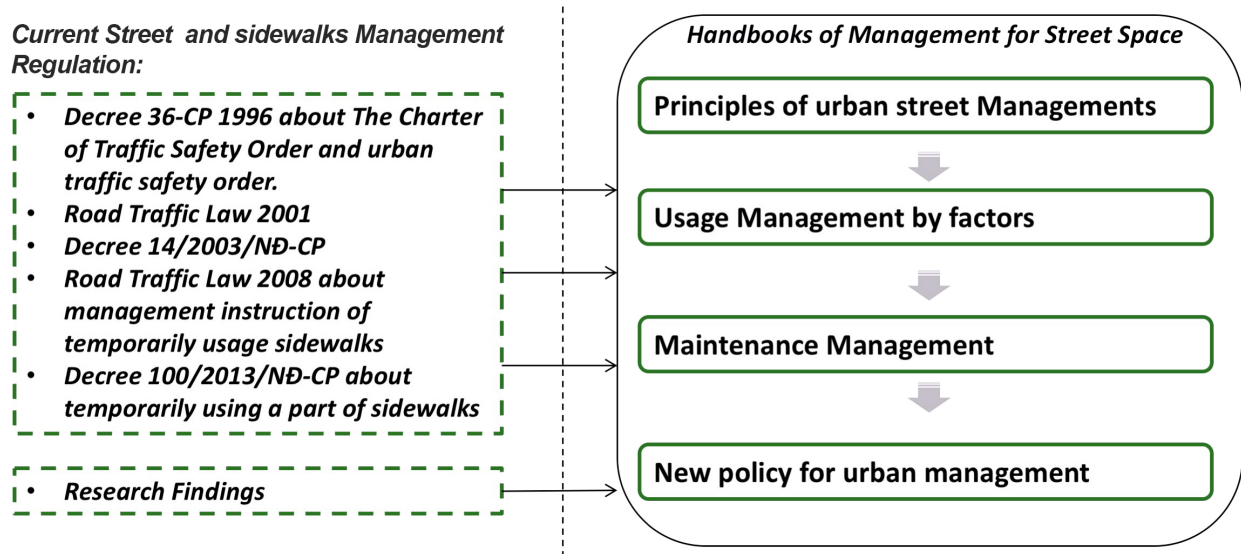 Current Street and sidewalks Management
Regulation:
• Decree 36-CP 1996 about The Charter
of Traffic Safety Order and urban
traffic safety order.
• Road Traffic Law 2001
• Decree 14/2003/NĐ-CP
• Road Traffic Law 2008 about
management instruction of
temporarily usage sidewalks
• Decree 100/2013/NĐ-CP about
temporarily using a part of sidewalks
• Research Findings
Handbooks of Management for Street Space
Principles of urban street Managements
Usage Management by factors
Maintenance Management
New policy for urban management